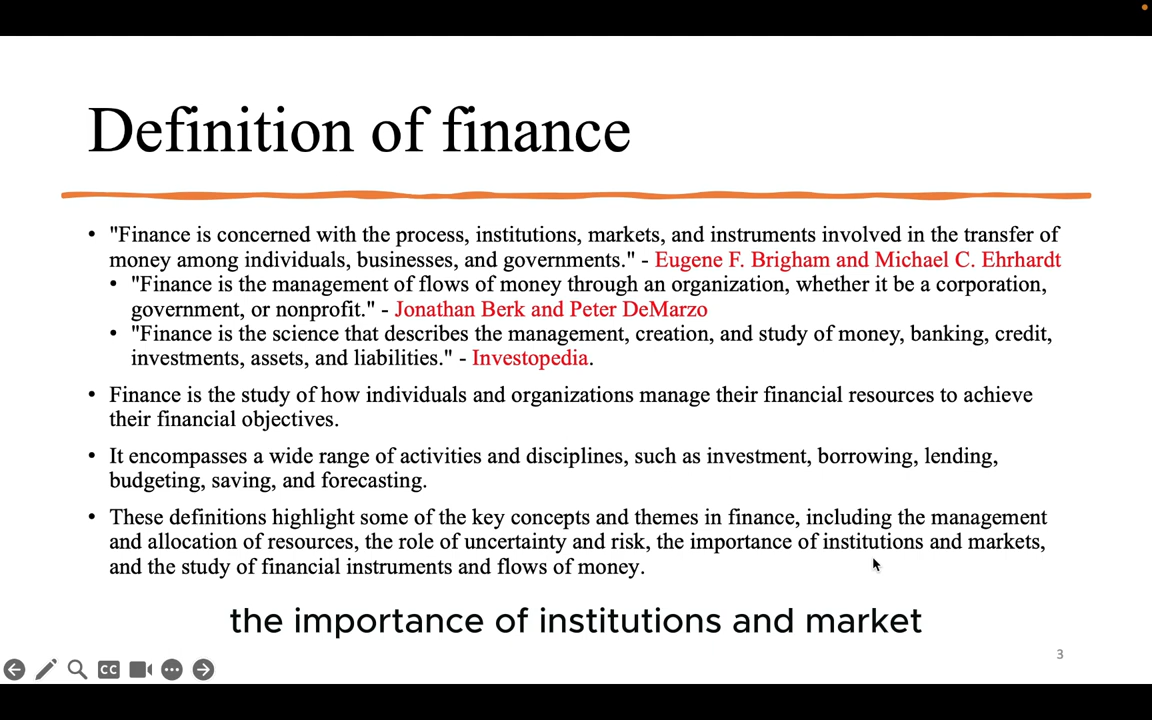 Definition of finance
• "Finance is concerned with the process, institutions, markets, and instruments involved in the transfer of
money among individuals, businesses, and governments." - Eugene F. Brigham and Michael C. Ehrhardt
• "Finance is the management of flows of money through an organization, whether it be a corporation,
government, or nonprofit." - Jonathan Berk and Peter DeMarzo
• "Finance is the science that describes the management, creation, and study of money, banking, credit,
investments, assets, and liabilities." - Investopedia.
• Finance is the study of how individuals and organizations manage their financial resources to achieve
their financial objectives.
• It encompasses a wide range of activities and disciplines, such as investment, borrowing, lending,
budgeting, saving, and forecasting.
• These definitions highlight some of the key concepts and themes in finance, including the management
and allocation of resources, the role of uncertainty and risk, the importance of institutions and markets,
and the study of financial instruments and flows of money.
the importance of institutions and market
3
CC